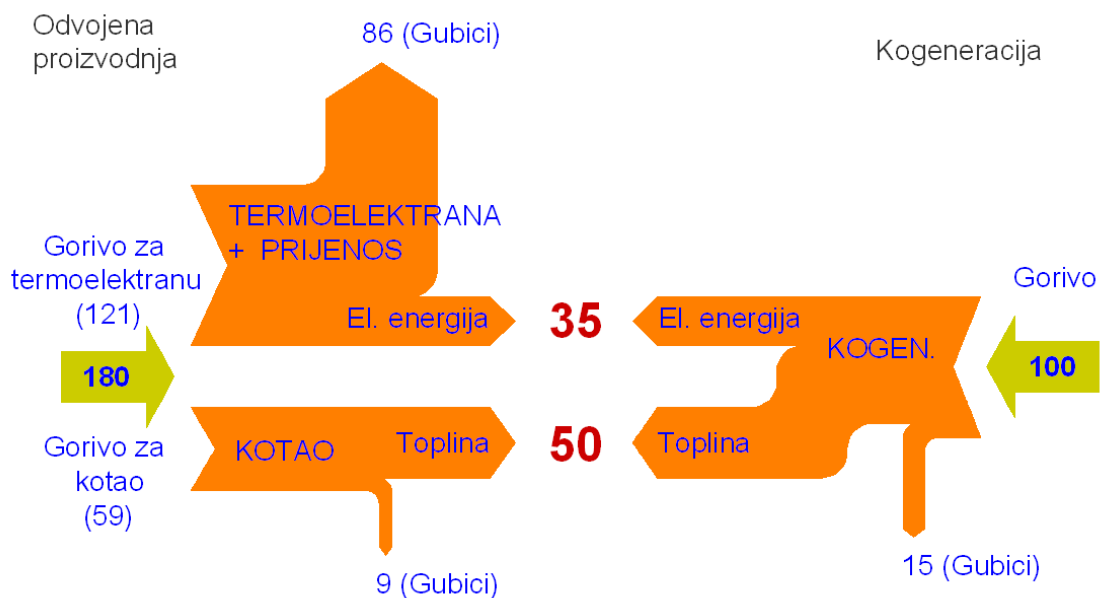 Odvojena
proizvodnja
86 (Gubici)
Kogeneracija
TERMOELEKTRANA
+ PRIJENOS
Gorivo za
termoelektranu
(121)
Gorivo
El. energija
35
El. energija
KOGEN.
180
100
Gorivo za
kotao
(59)
KOTAO
Toplina
50
Toplina
9 (Gubici)
15 (Gubici)